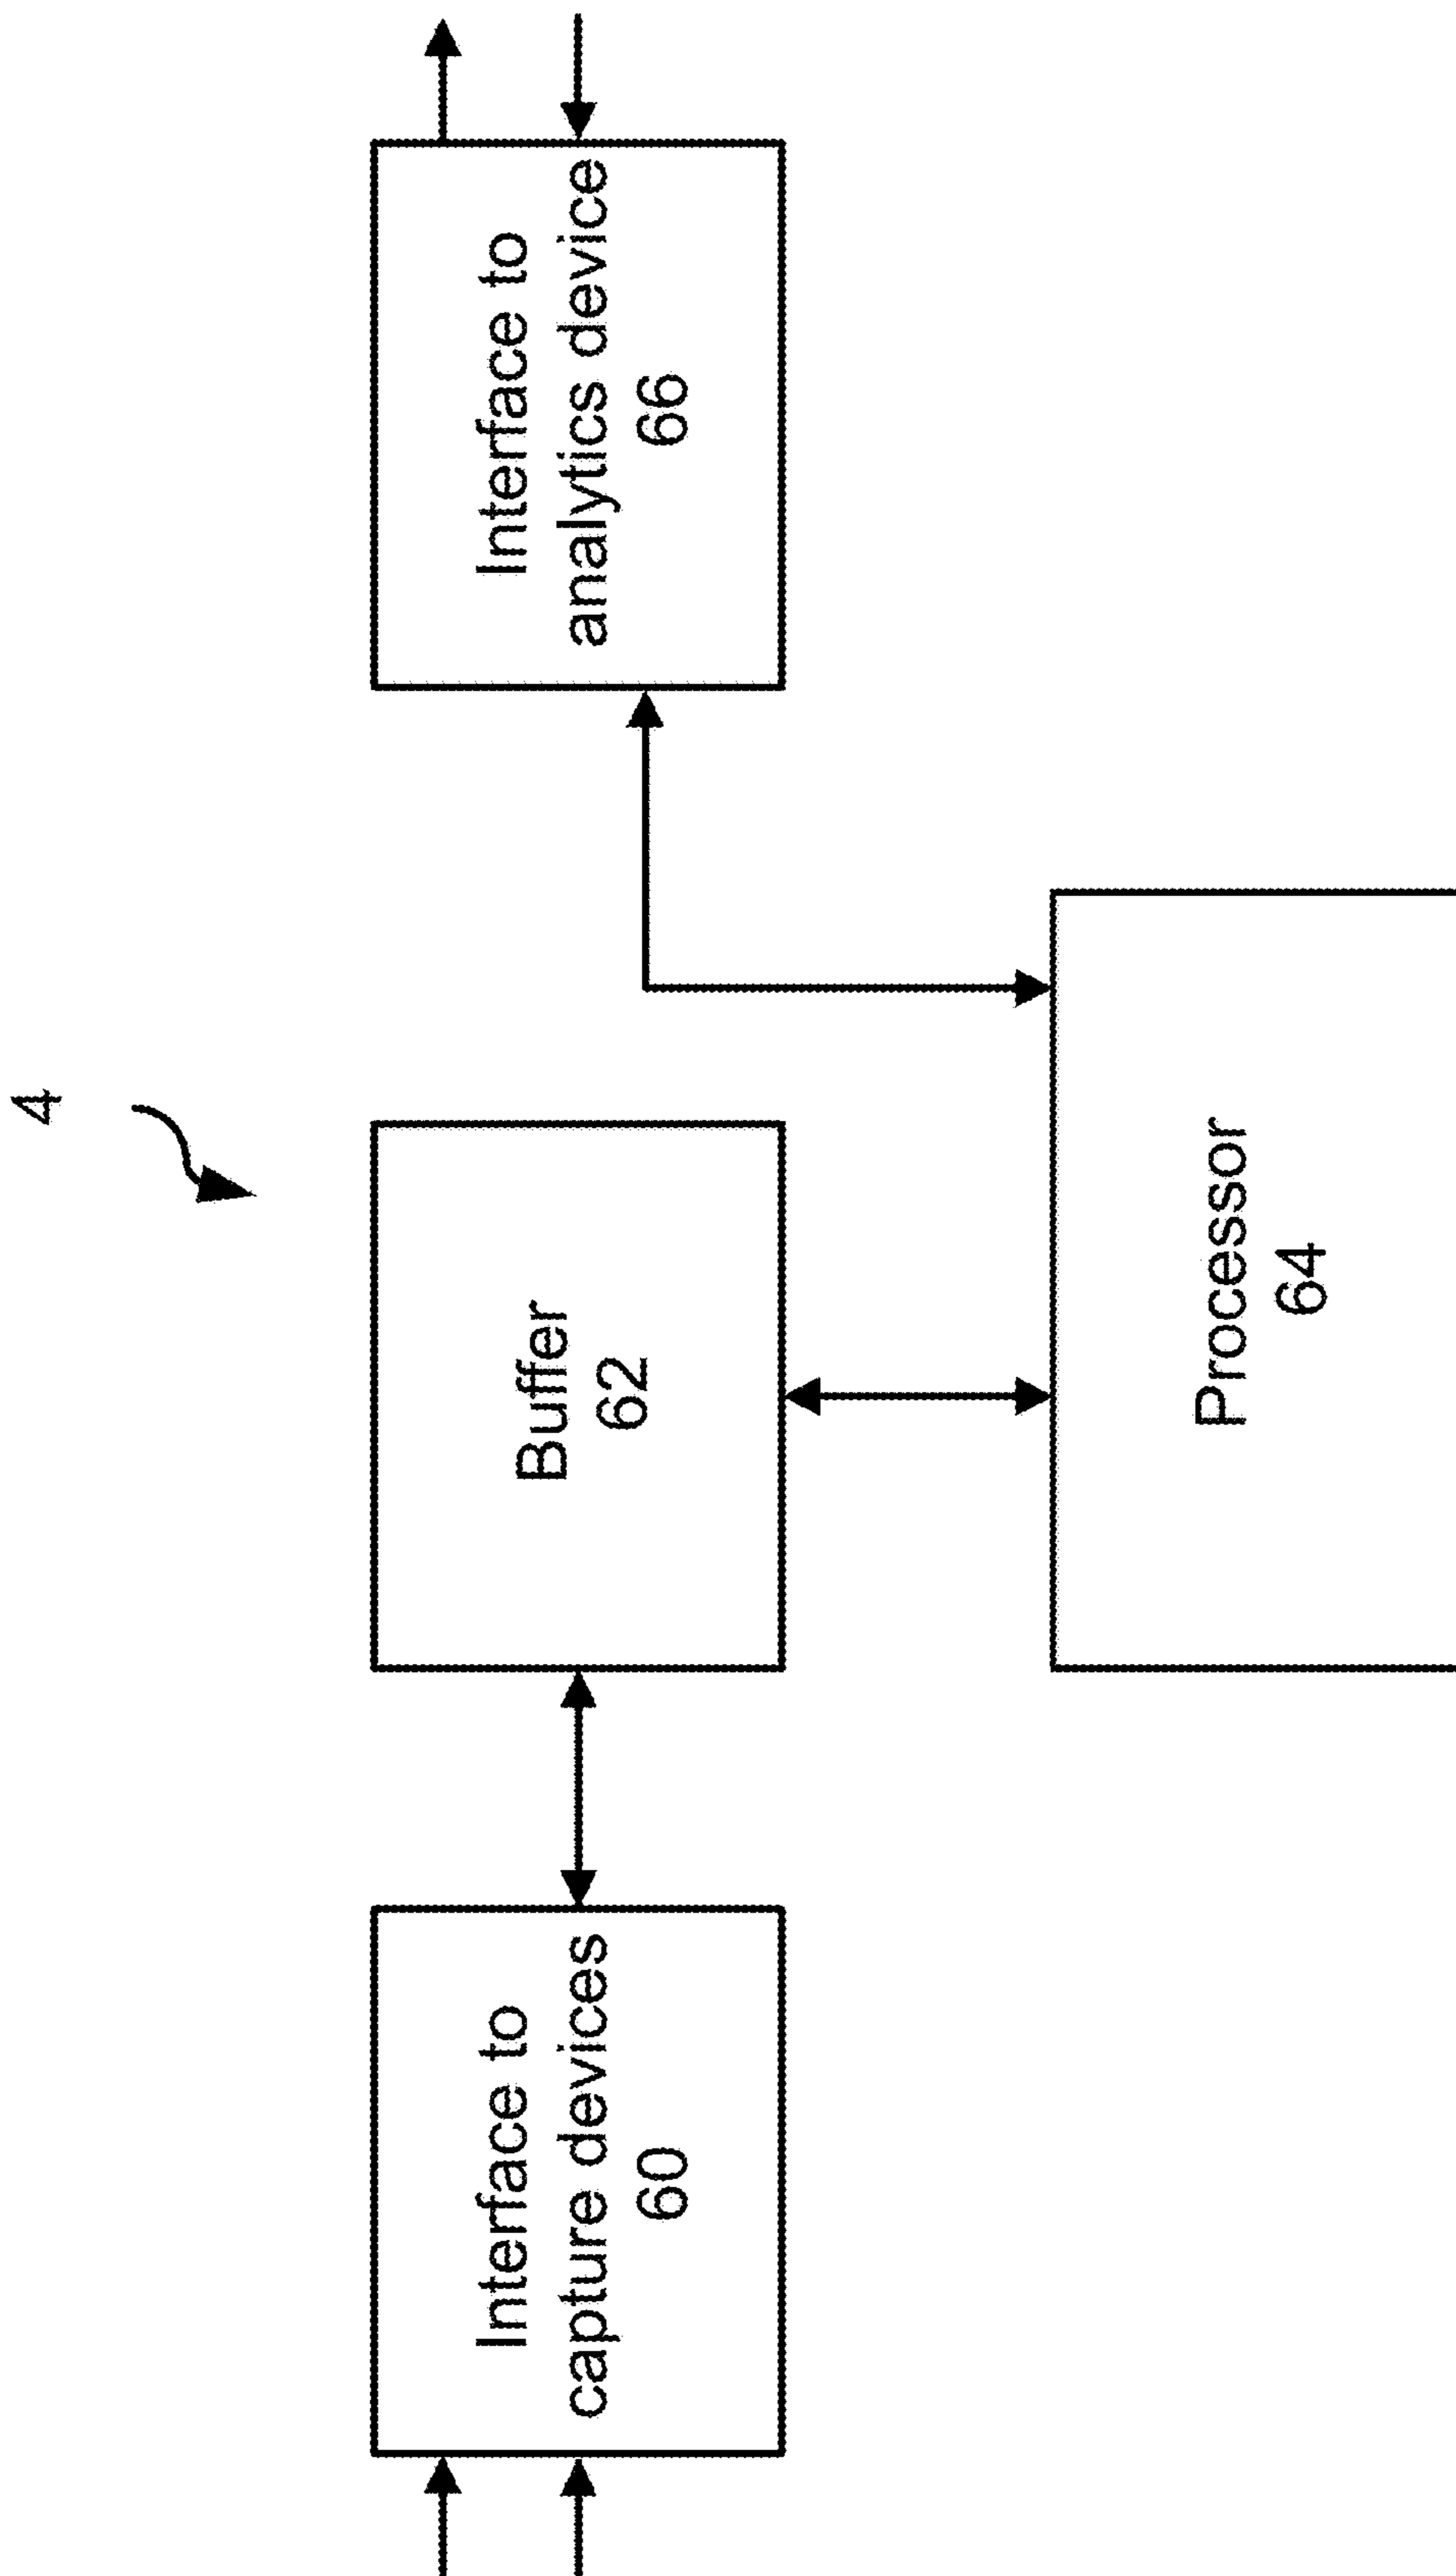 4
Interface to
capture devices
60
Buffer
62
Interface to
analytics device
66
Processor
64